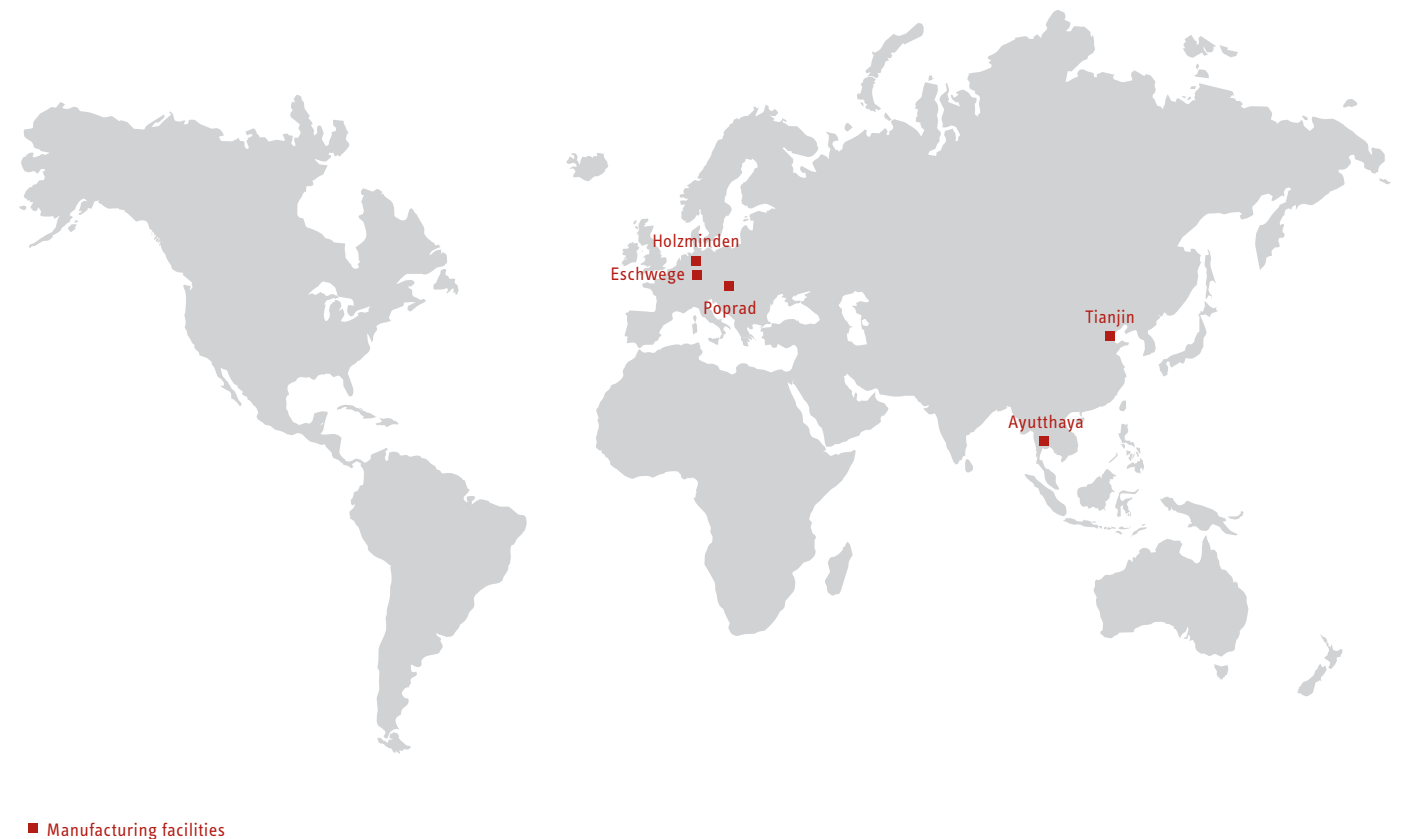 Holzminden
Eschwege
Poprad
Tianjin
Ayutthaya
Manufacturing facilities